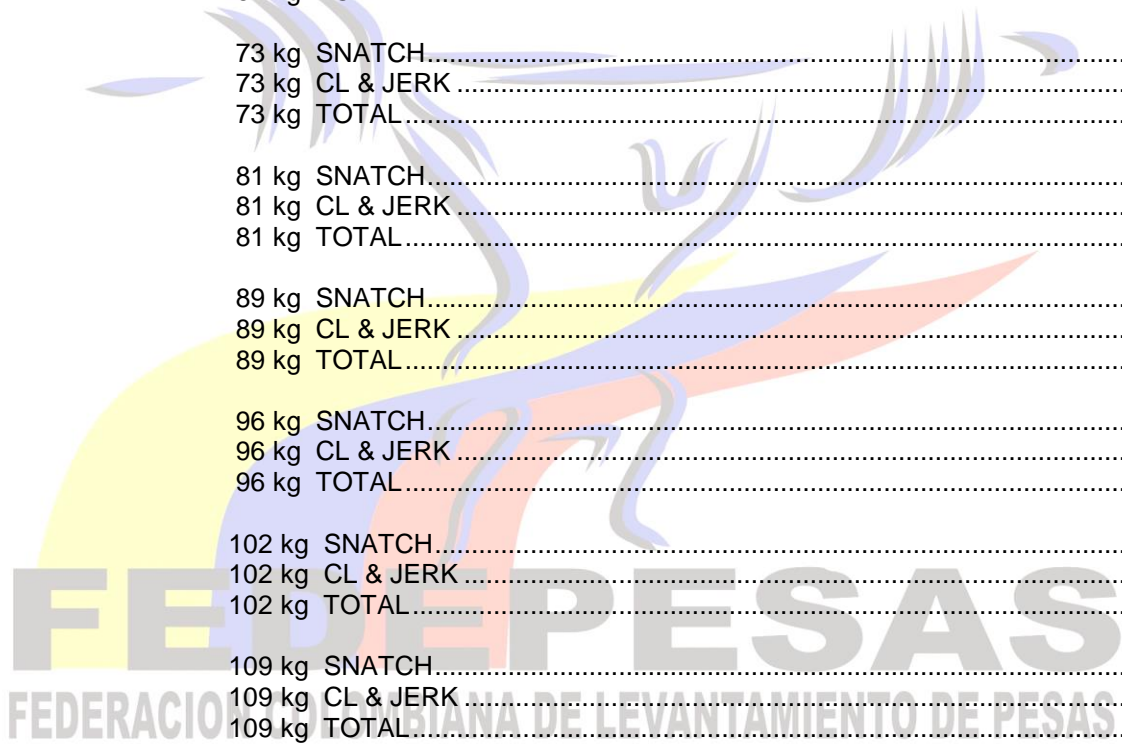 73 kg SNATCH
73 kg CL & JERK
73 kg TOTAL
81 kg SNATCH
81 kg CL & JERK
81 kg TOTAL
89 kg SNATCH
89 kg CL & JERK
89 kg TOTAL
96 kg SNATCH
96 kg CL & JERK
96 kg TOTAL
102 kg SNATCH
102 kg CL & JERK
102 kg TOTAL
109 kg SNATCH
109 kg CL & JERK
109 kg TOTAL
FEDEPESAS
FEDERACION COLOMBIANA DE LEVANTAMIENTO DE PESAS